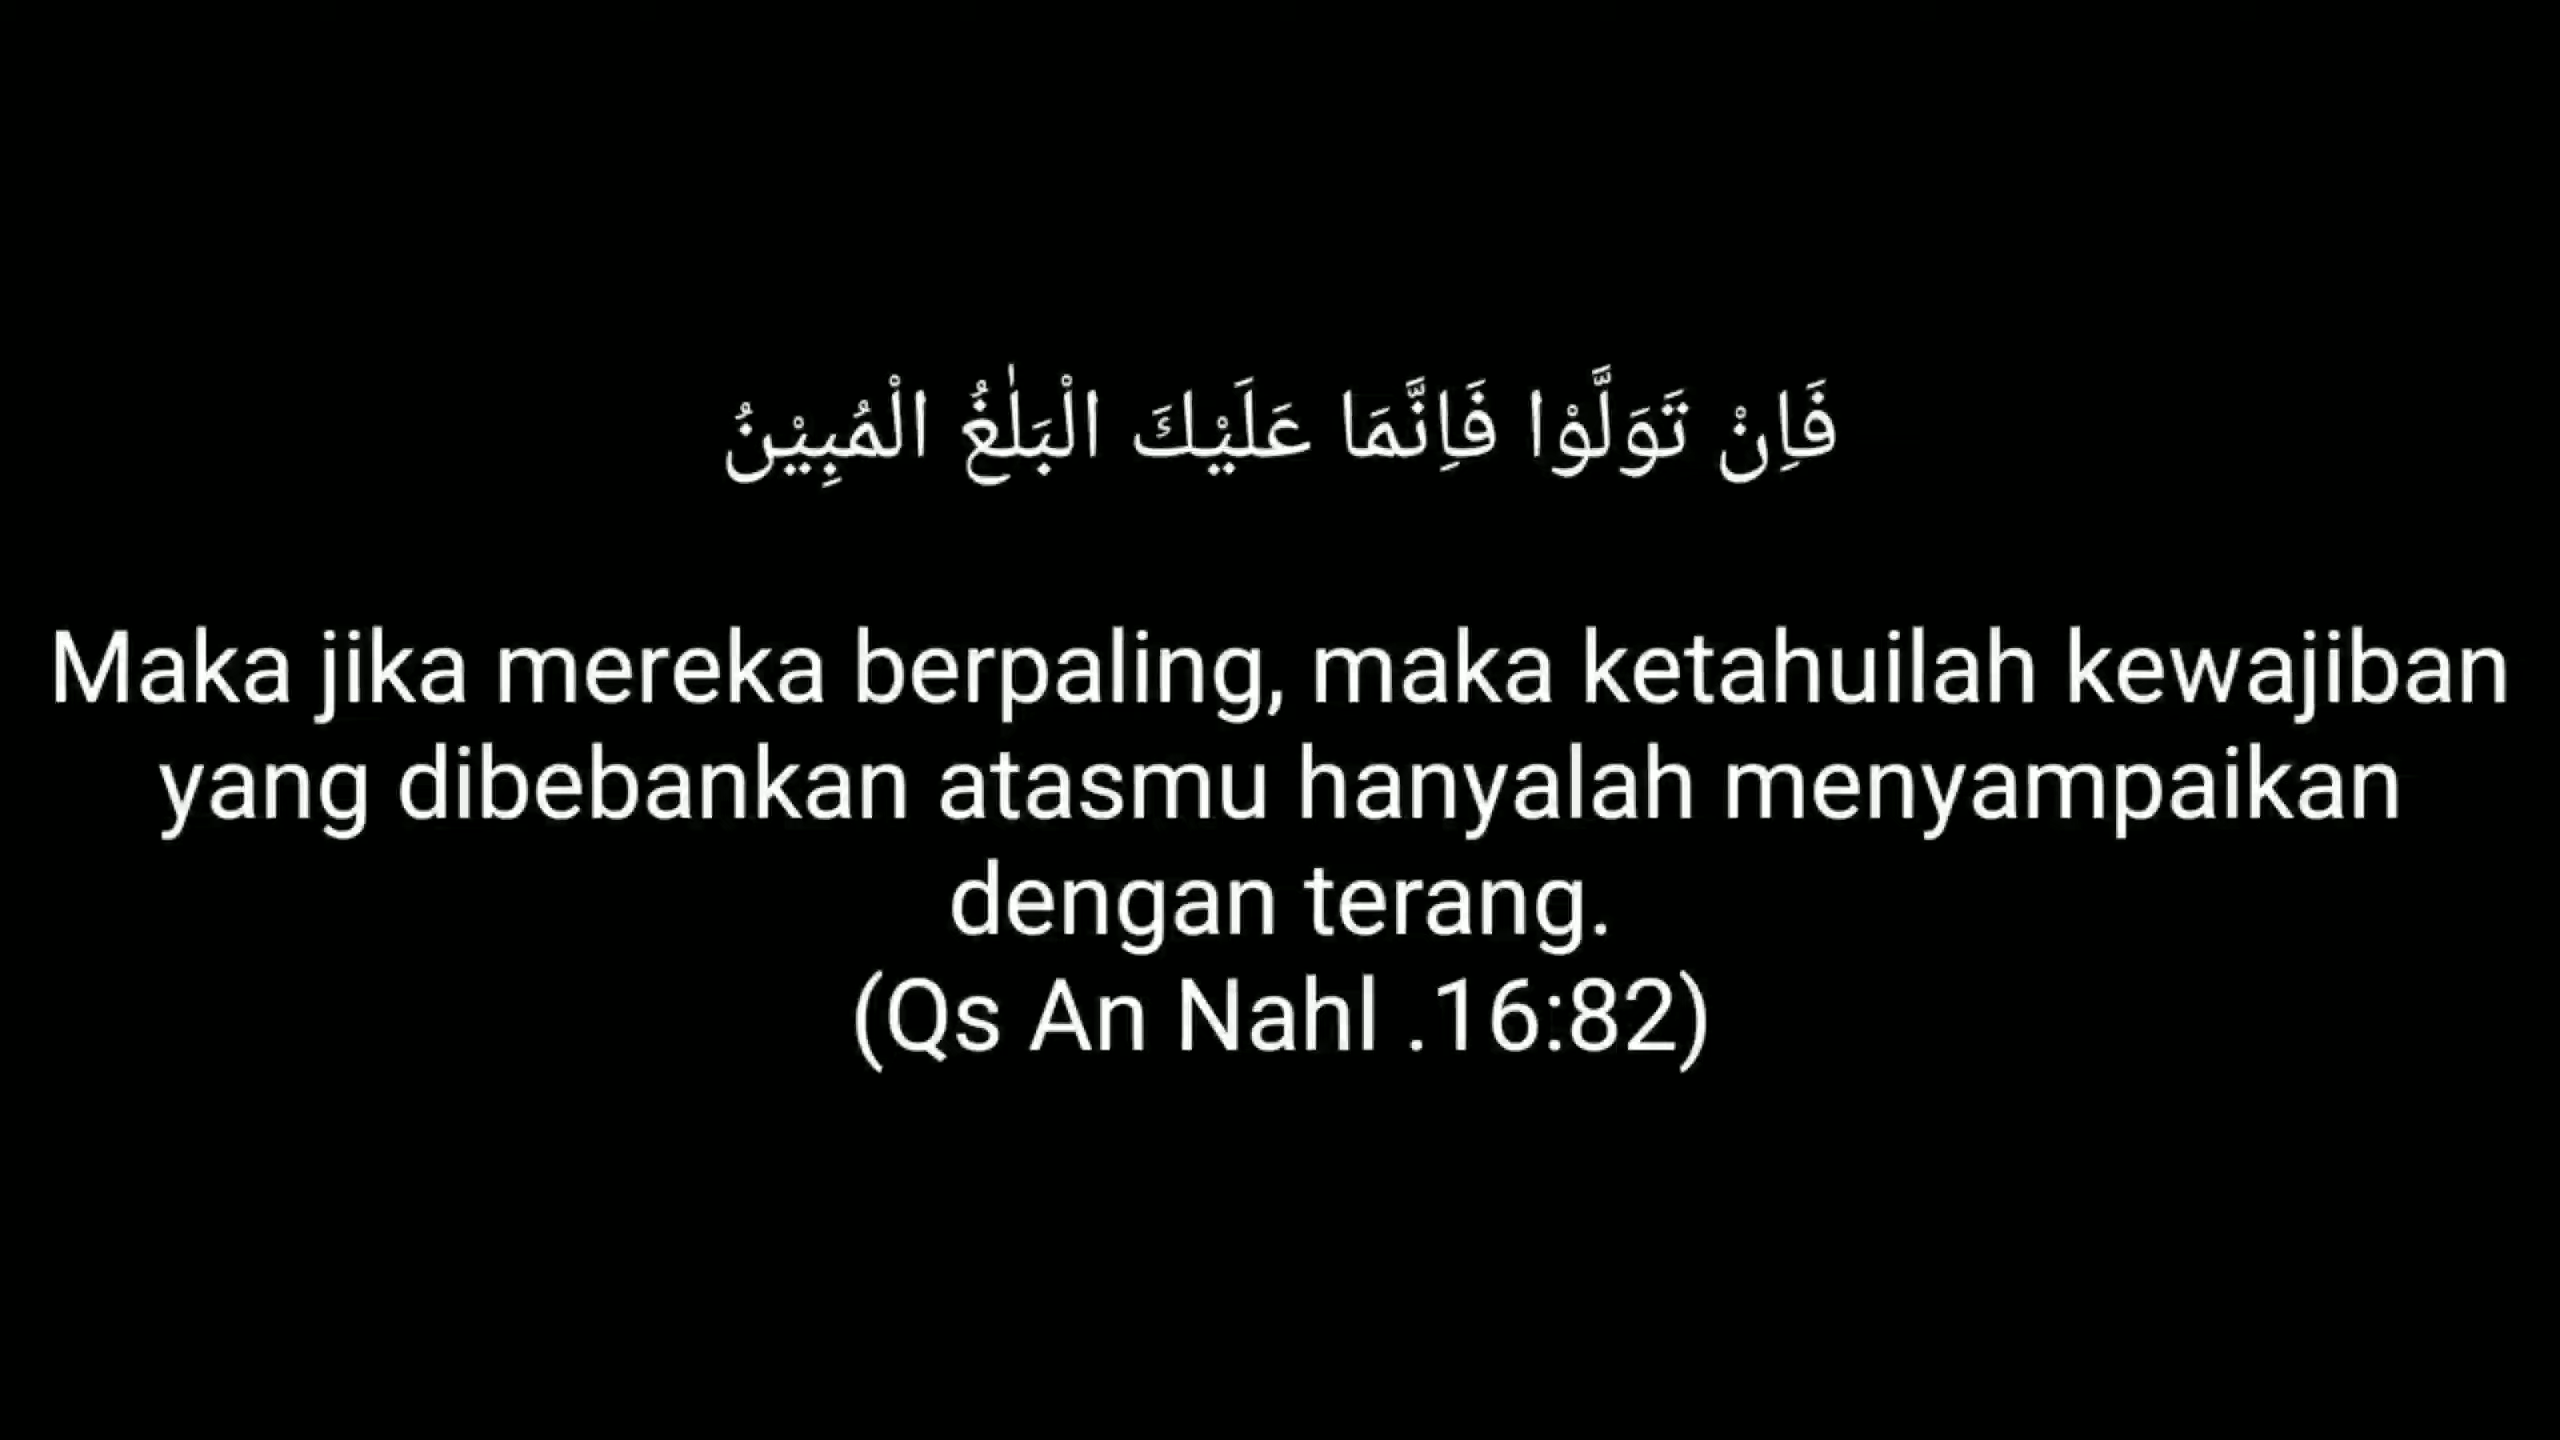 فَاِنْ تَوَلَّوْا فَاِنَّمَا عَلَيْكَ الْبَلٰغُ الْمُبِيْنُ
Maka jika mereka berpaling, maka ketahuilah kewajiban
yang dibebankan atasmu hanyalah menyampaikan
dengan terang.
(Qs An Nahl .16:82)